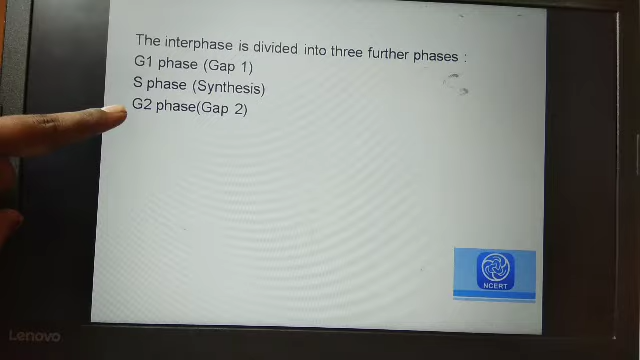 The interphase is divided into three further phases :
G1 phase (Gap 1)
S phase (Synthesis)
G2 phase(Gap 2)
NCERT
Lenovo